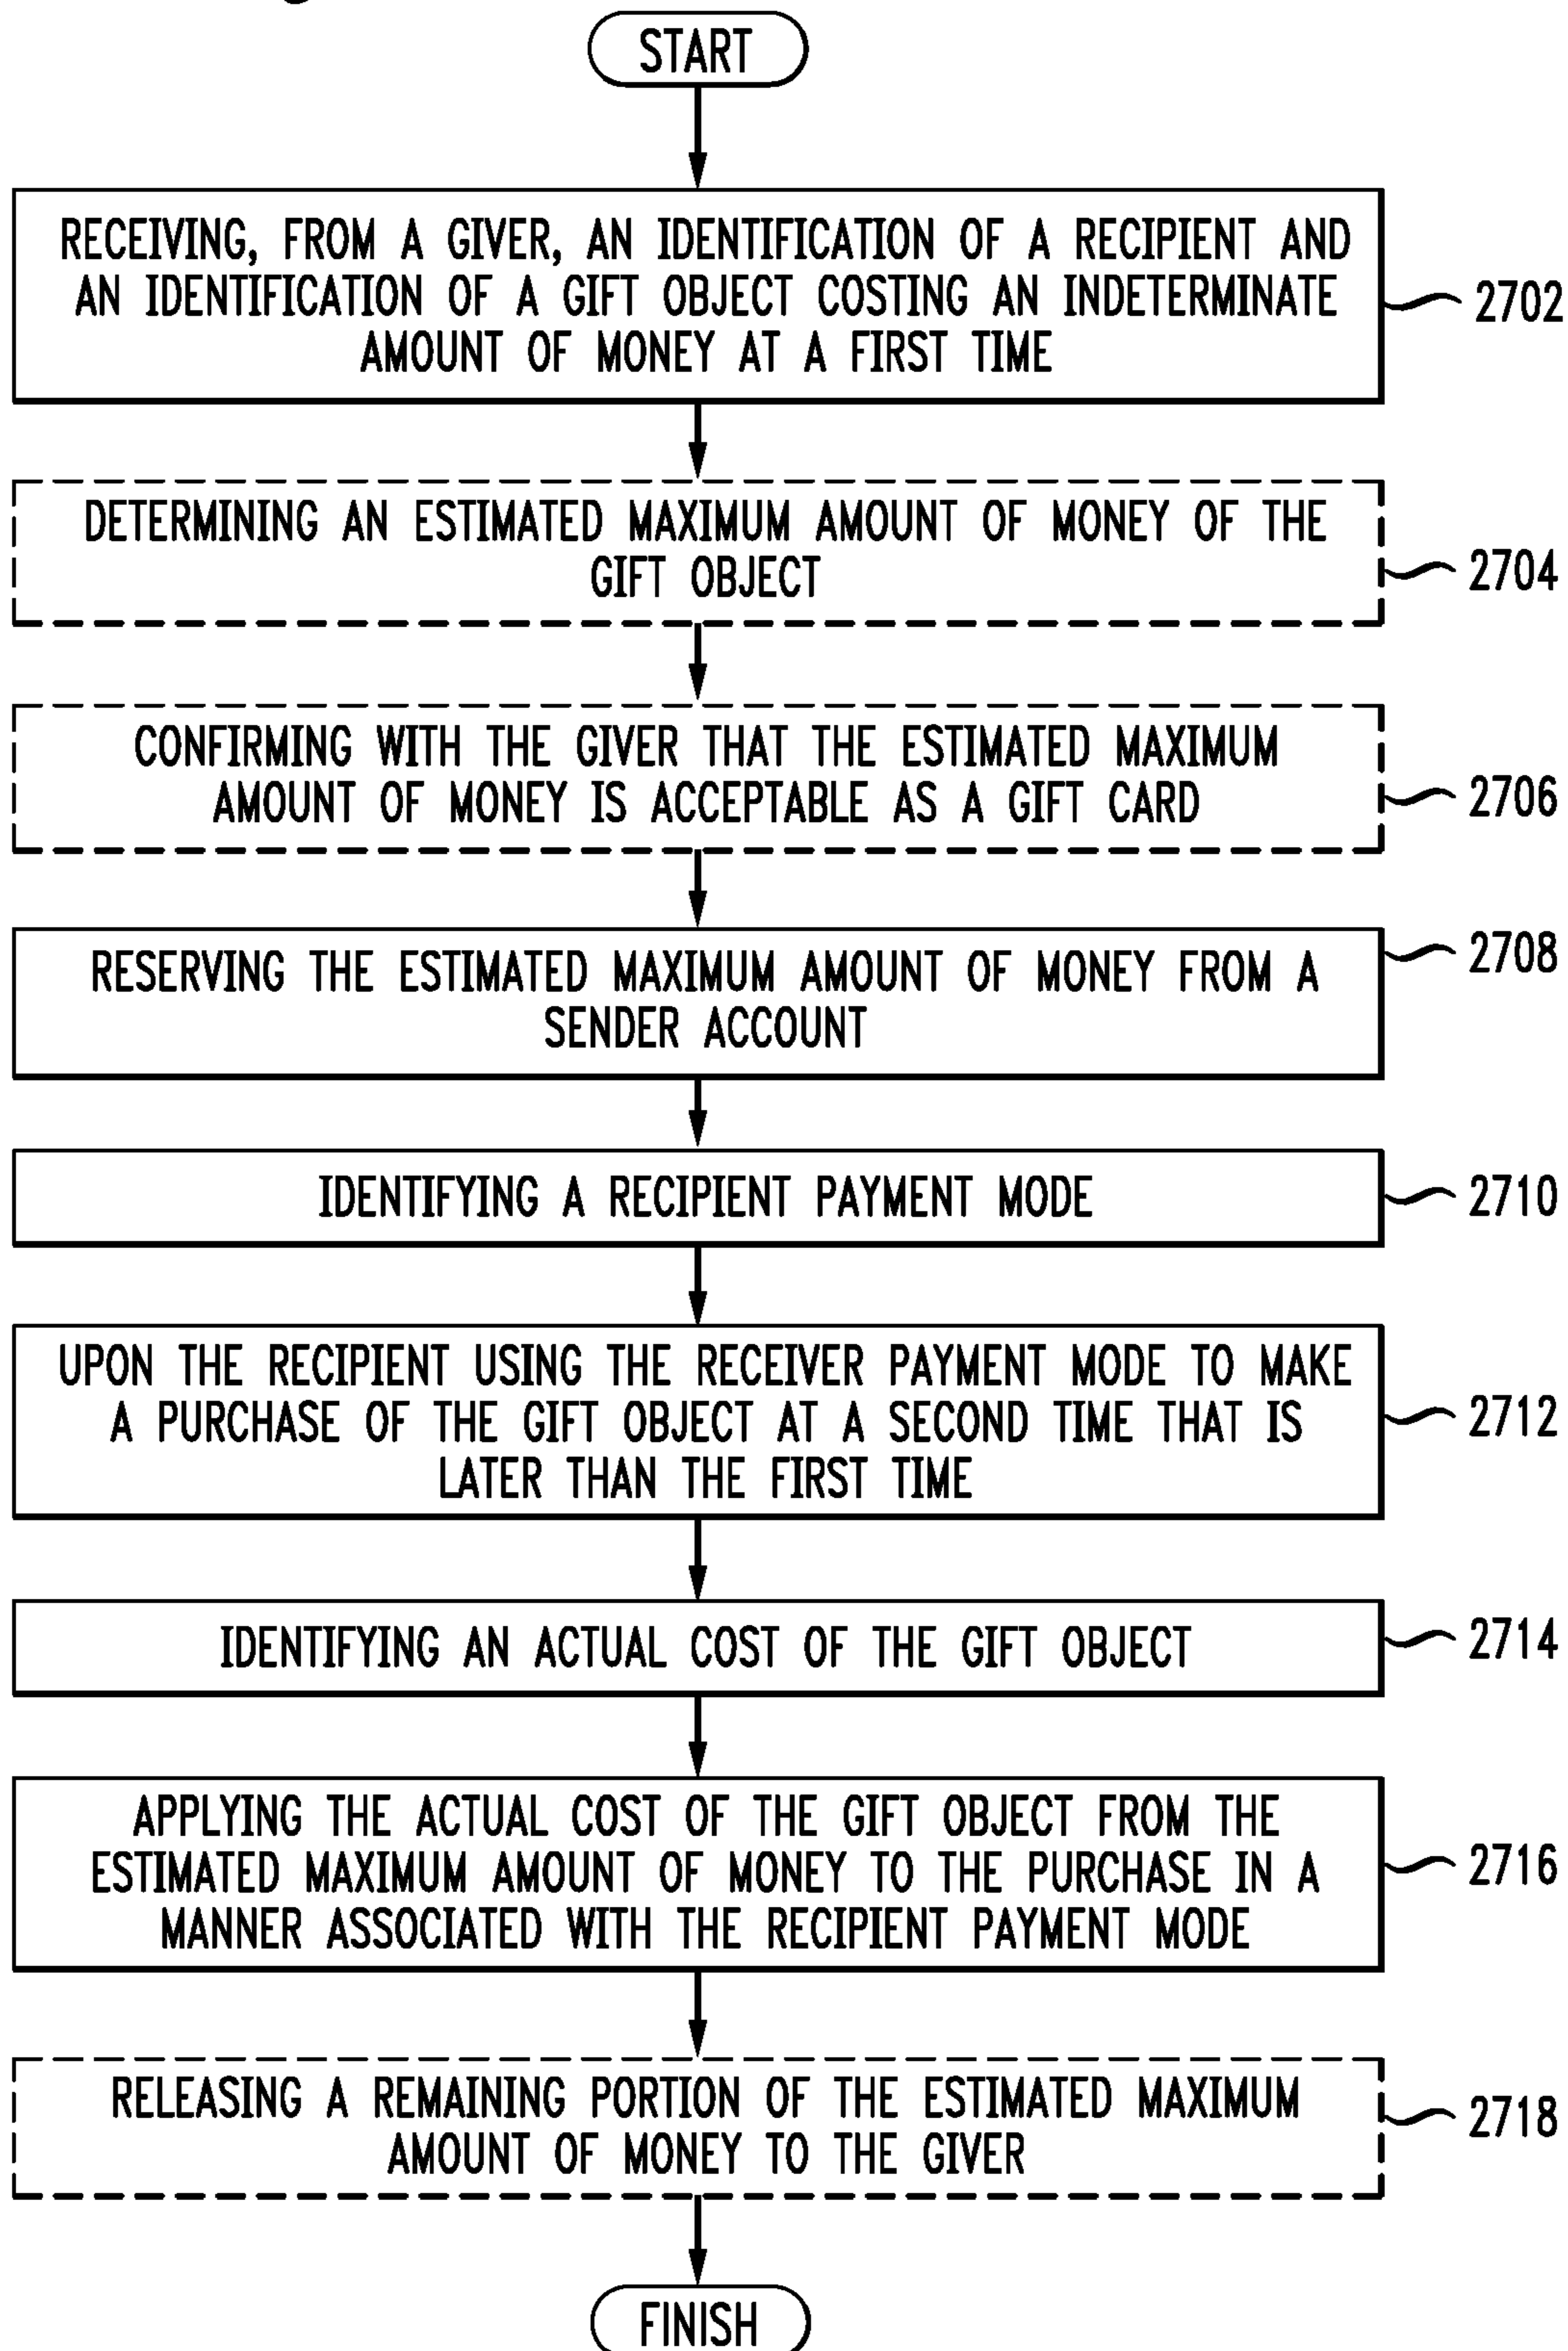 START
RECEIVING, FROM A GIVER, AN IDENTIFICATION OF A RECIPIENT AND
AN IDENTIFICATION OF A GIFT OBJECT COSTING AN INDETERMINATE
AMOUNT OF MONEY AT A FIRST TIME
2702
DETERMINING AN ESTIMATED MAXIMUM AMOUNT OF MONEY OF THE
GIFT OBJECT
2704
CONFIRMING WITH THE GIVER THAT THE ESTIMATED MAXIMUM
AMOUNT OF MONEY IS ACCEPTABLE AS A GIFT CARD
2706
RESERVING THE ESTIMATED MAXIMUM AMOUNT OF MONEY FROM A
SENDER ACCOUNT
2708
IDENTIFYING A RECIPIENT PAYMENT MODE
2710
UPON THE RECIPIENT USING THE RECEIVER PAYMENT MODE TO MAKE
A PURCHASE OF THE GIFT OBJECT AT A SECOND TIME THAT IS
LATER THAN THE FIRST TIME
2712
IDENTIFYING AN ACTUAL COST OF THE GIFT OBJECT
2714
APPLYING THE ACTUAL COST OF THE GIFT OBJECT FROM THE
ESTIMATED MAXIMUM AMOUNT OF MONEY TO THE PURCHASE IN A
MANNER ASSOCIATED WITH THE RECIPIENT PAYMENT MODE
2716
RELEASING A REMAINING PORTION OF THE ESTIMATED MAXIMUM
AMOUNT OF MONEY TO THE GIVER
2718
FINISH